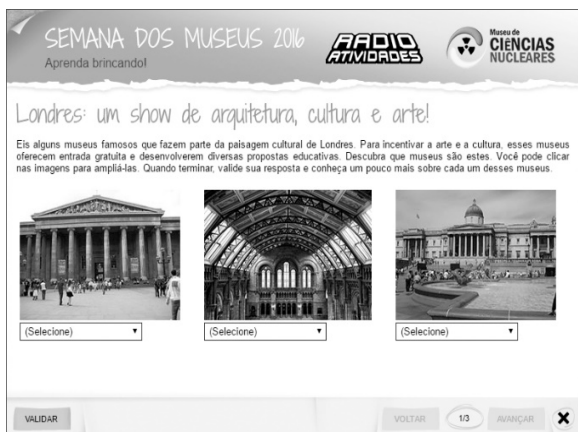 SEMANA DOS MUSEUS 2016
Aprenda brincando!
RADIO
ATIVIDADES
Museu de
CIÊNCIAS
NUCLEARES
Londres: um show de arquitetura, cultura e arte!
Eis alguns museus famosos que fazem parte da paisagem cultural de Londres. Para incentivar a arte e a cultura, esses museus
oferecem entrada gratuita e desenvolverem diversas propostas educativas. Descubra que museus são estes. Você pode clicar
nas imagens para ampliá-las. Quando terminar, valide sua resposta e conheça um pouco mais sobre cada um desses museus.
(Selecione) (Selecione) (Selecione)
VALIDAR VOLTAR 1/3 AVANÇAR X